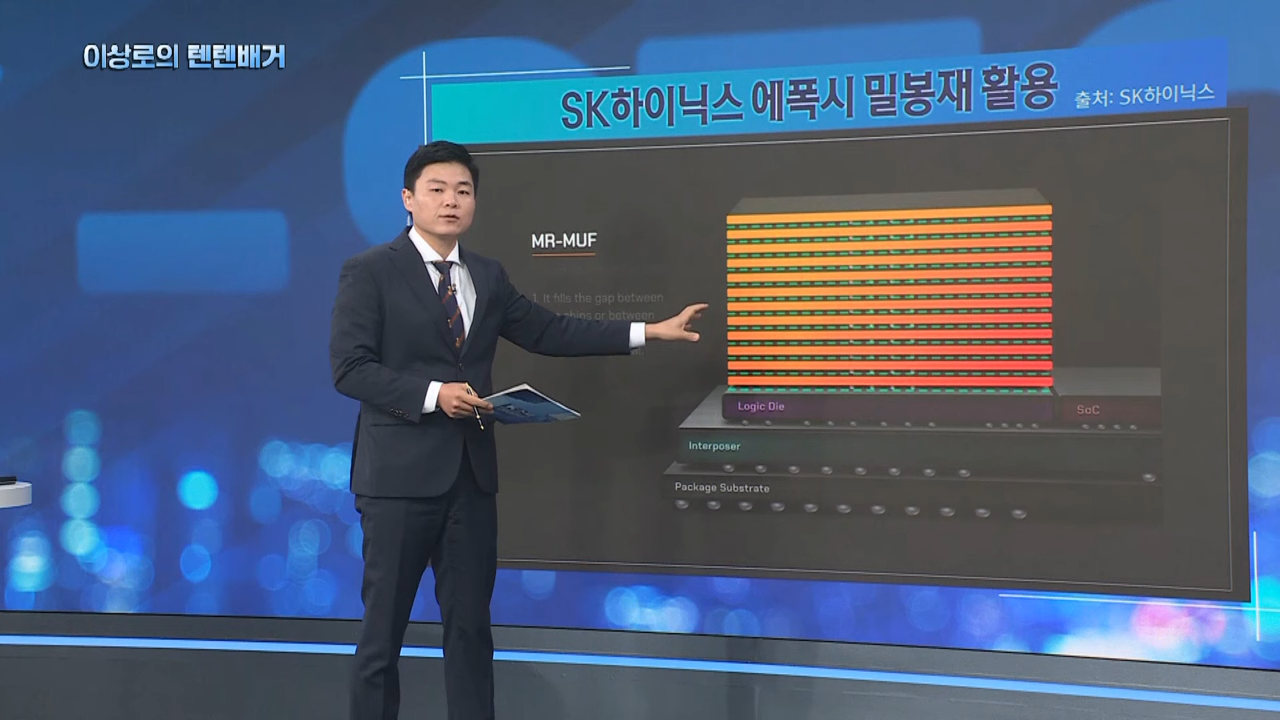 이상로의 텐텐배거
SK하이닉스 에폭시 밀봉재 활용
출처: SK하이닉스
MR-MUF
1. It fills the gap between
chips or between
Logic Die
SoC
Interposer
Package Substrate